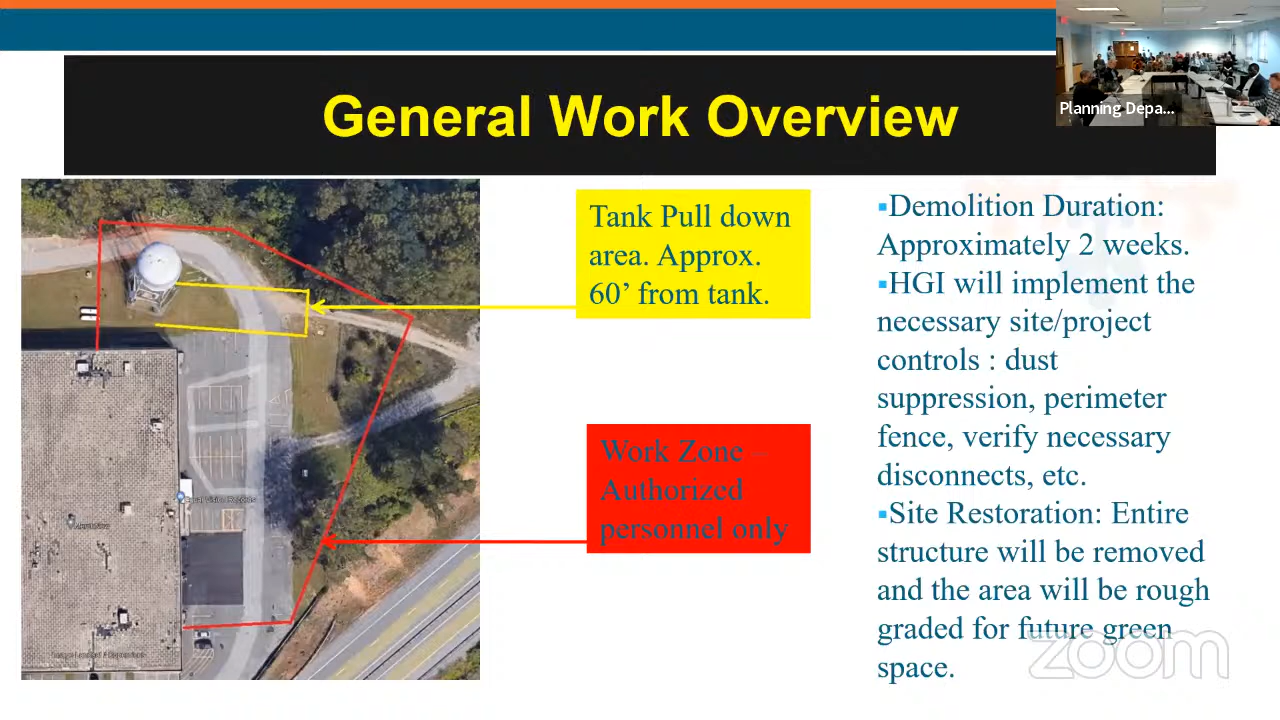 General Work Overview
Planning Depa...
Tank Pull down
area. Approx.
60’ from tank.
Work Zone –
Authorized
personnel only
▪Demolition Duration:
Approximately 2 weeks.
▪HGI will implement the
necessary site/project
controls : dust
suppression, perimeter
fence, verify necessary
disconnects, etc.
▪Site Restoration: Entire
structure will be removed
and the area will be rough
graded for future green
space.
zoom